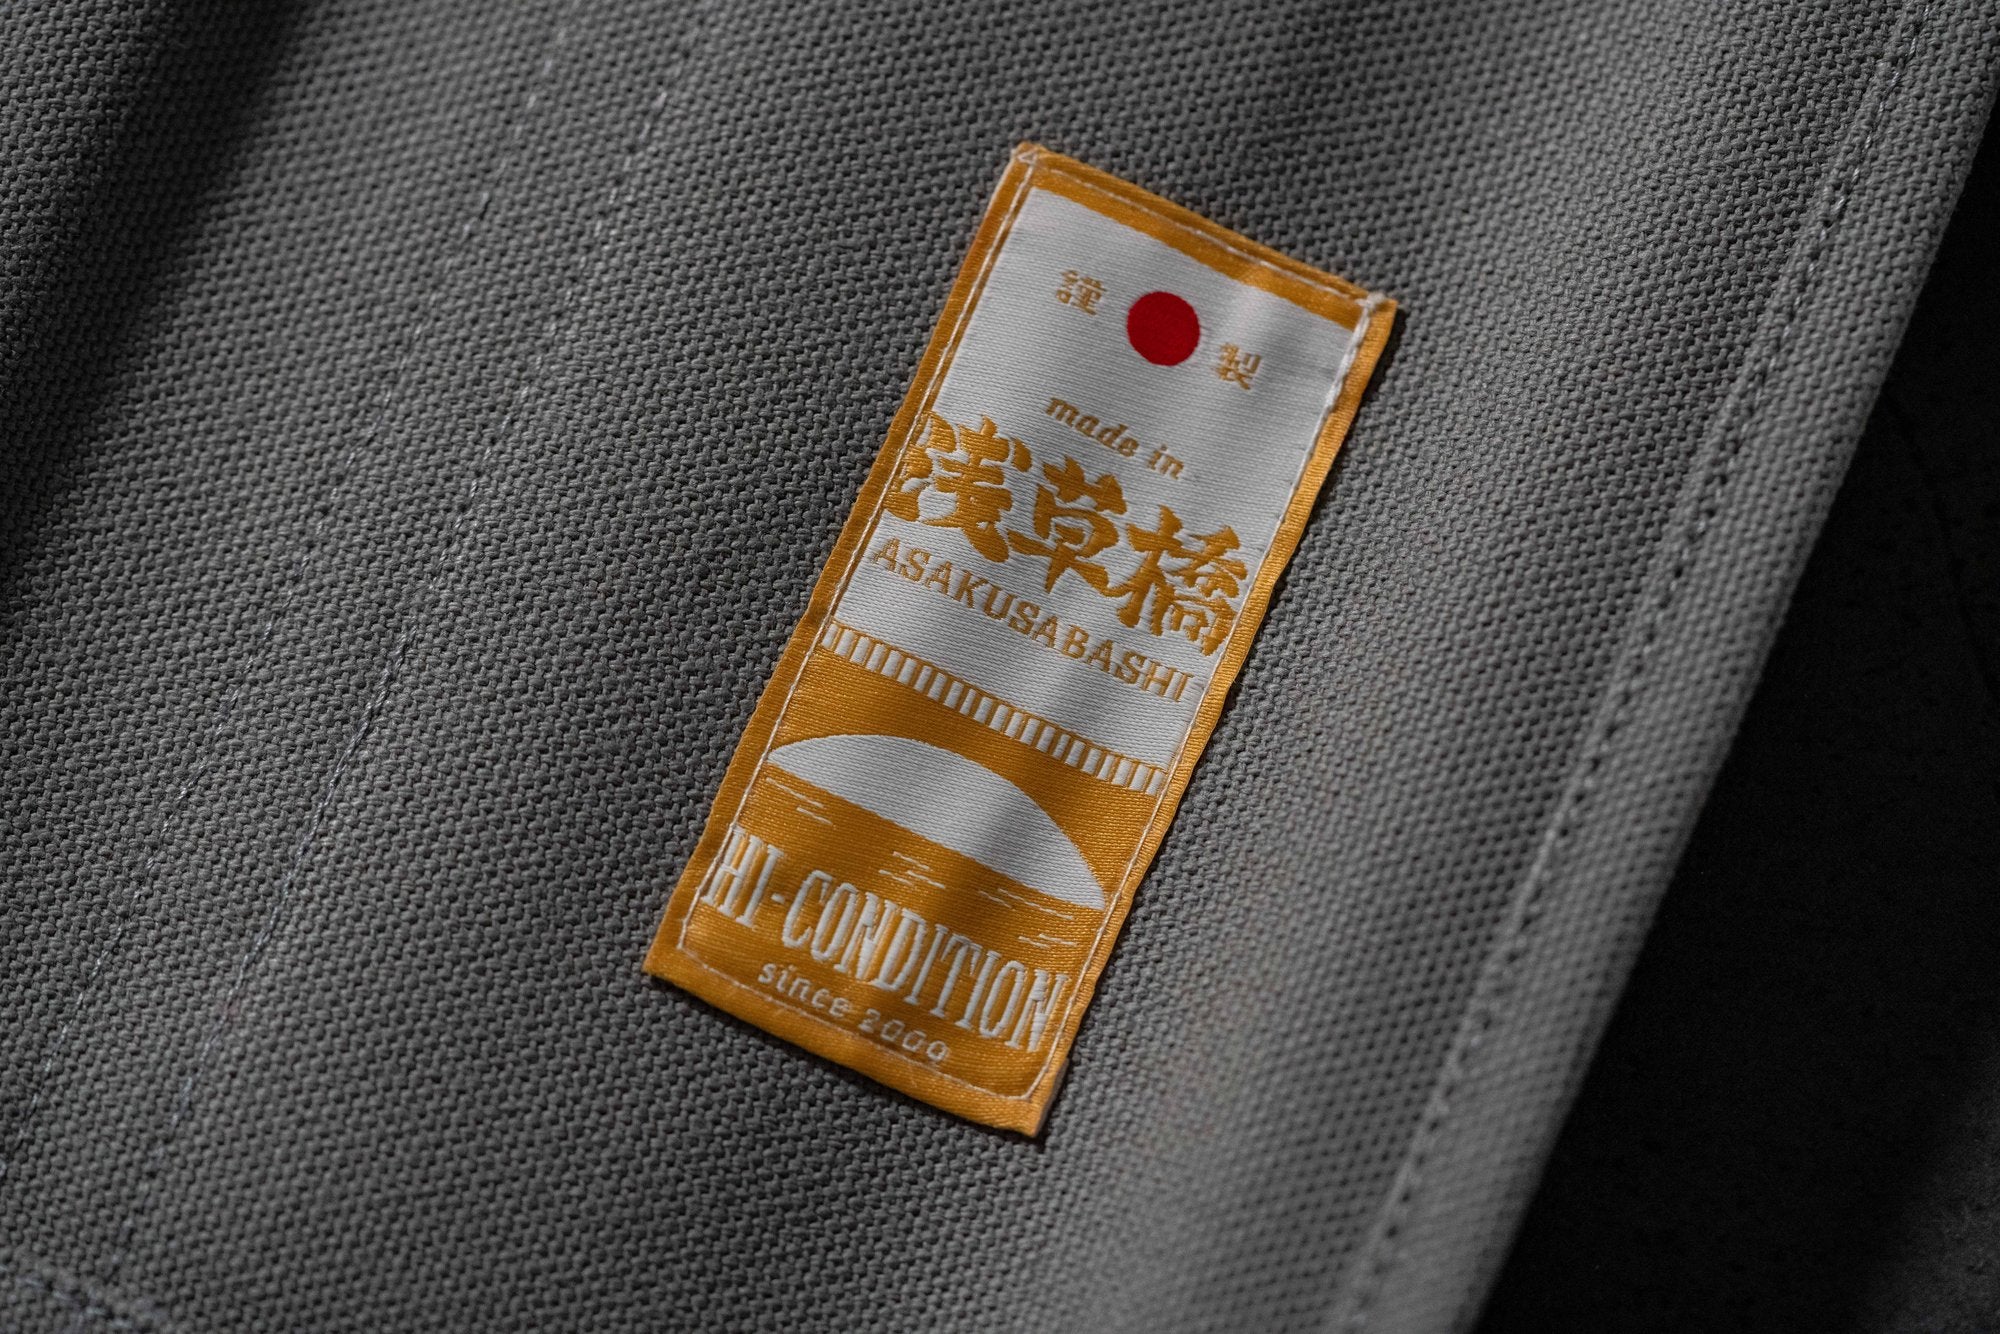 謹 製
made in
浅草橋
ASAKUSABASHI
HI-CONDITION
since 2000